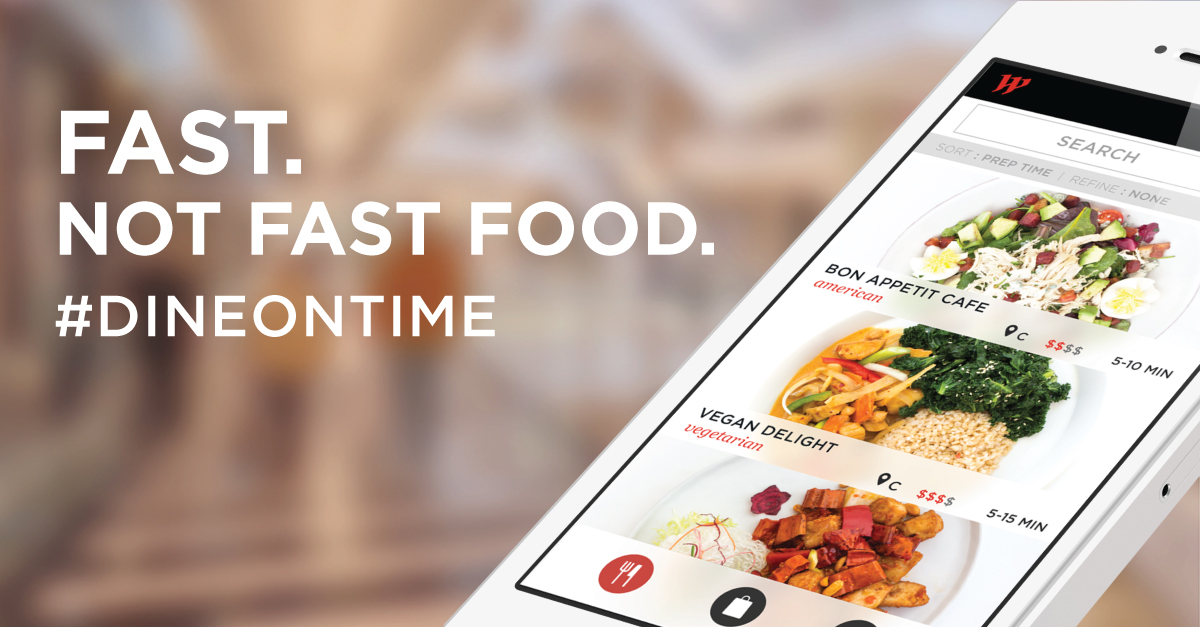 FAST.
NOT FAST FOOD.
#DINEONTIME
W
SEARCH
SORT : PREP TIME | REFINE : NONE
BON APPETIT CAFE
american
C $$$$ 5-10 MIN
VEGAN DELIGHT
vegetarian
C $$$$ 5-15 MIN